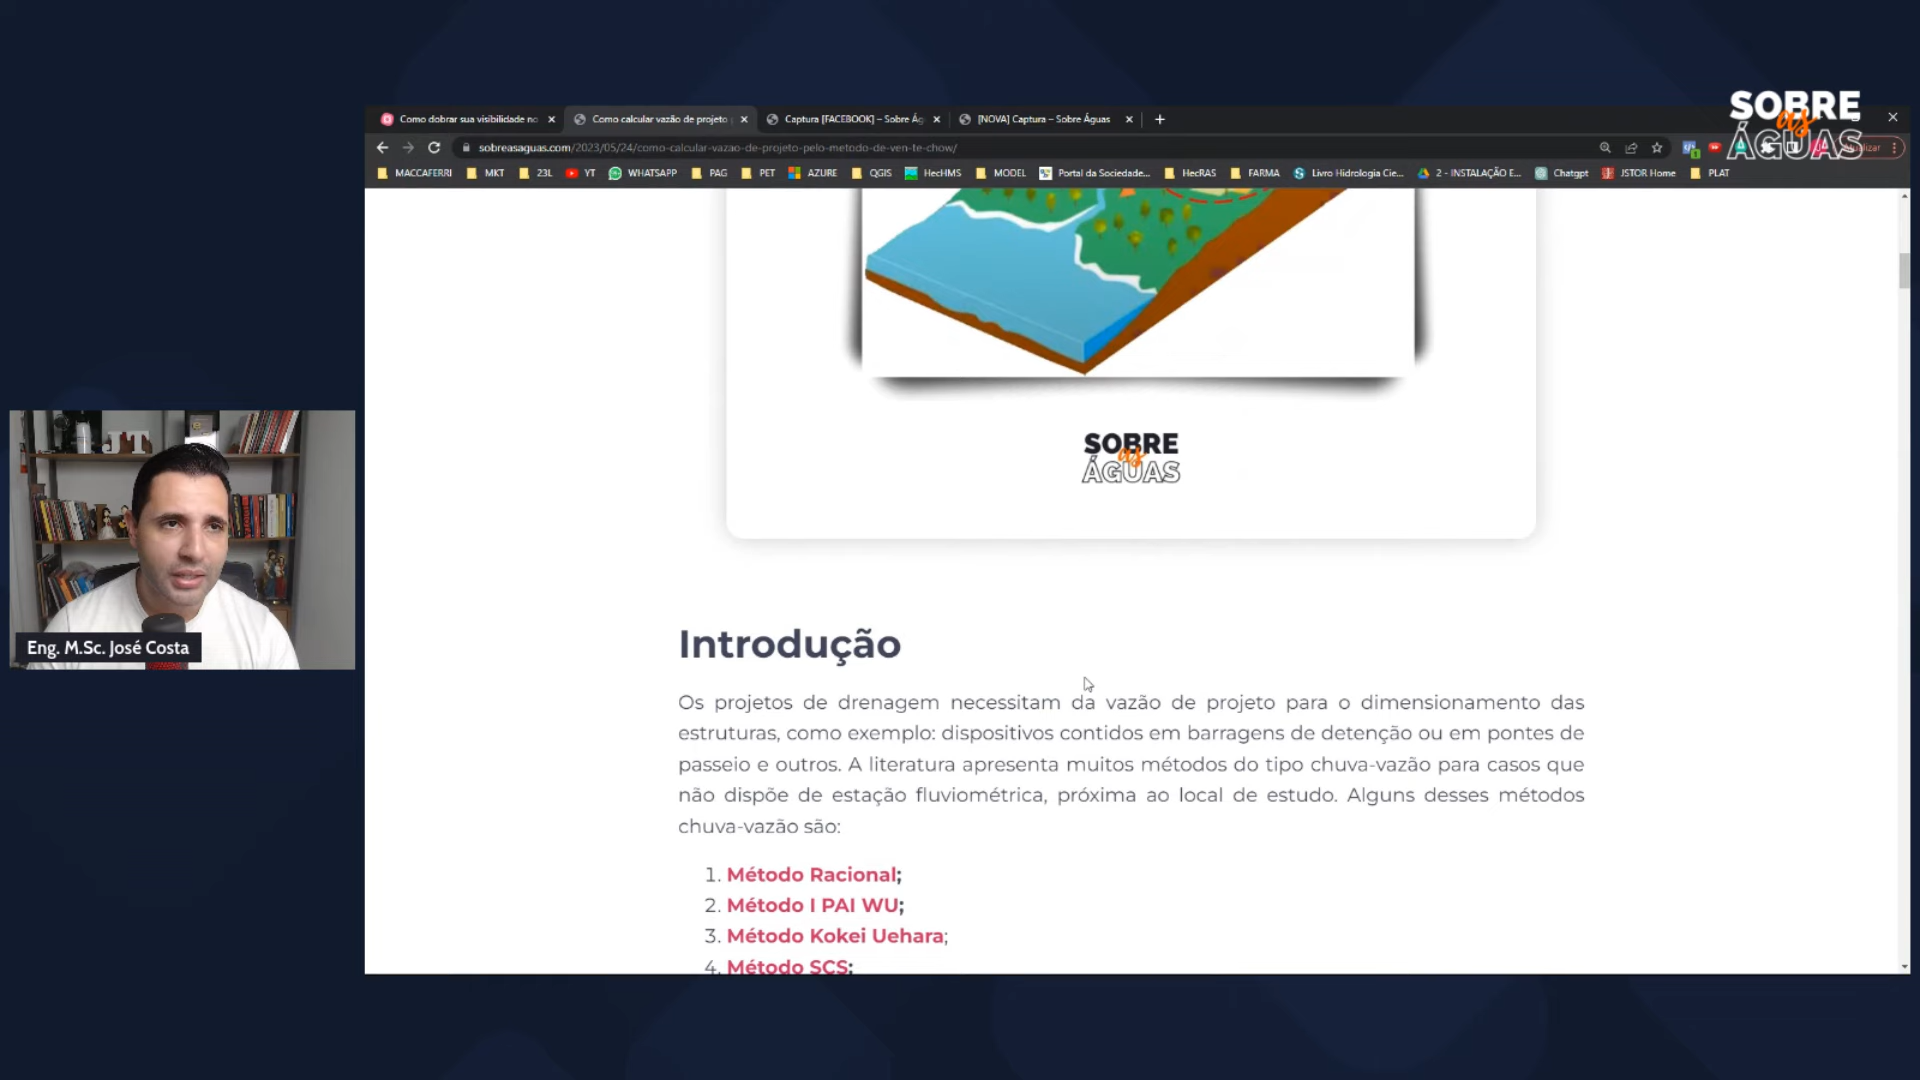 SOBRE
as
ÁGUAS
Como dobrar sua visibilidade no
Como calcular vazão de projeto
Captura [FACEBOOK] – Sobre Ág
[NOVA] Captura – Sobre Águas
sobreasaguas.com/2023/05/24/como-calcular-vazao-de-projeto-pelo-metodo-de-ven-te-chow/
MACCAFERRI MKT 23L YT WHATSAPP PAG PET AZURE QGIS HecHMS MODEL Portal da Sociedade... HecRAS FARMA Livro Hidrologia Cie... 2 - INSTALAÇÃO E... Chatgpt JSTOR Home PLAT
SOBRE
as
ÁGUAS
JT
Eng. M.Sc. José Costa
Introdução
Os projetos de drenagem necessitam da vazão de projeto para o dimensionamento das
estruturas, como exemplo: dispositivos contidos em barragens de detenção ou em pontes de
passeio e outros. A literatura apresenta muitos métodos do tipo chuva-vazão para casos que
não dispõe de estação fluviométrica, próxima ao local de estudo. Alguns desses métodos
chuva-vazão são:
1. Método Racional;
2. Método I PAI WU;
3. Método Kokei Uehara;
4. Método SCS;